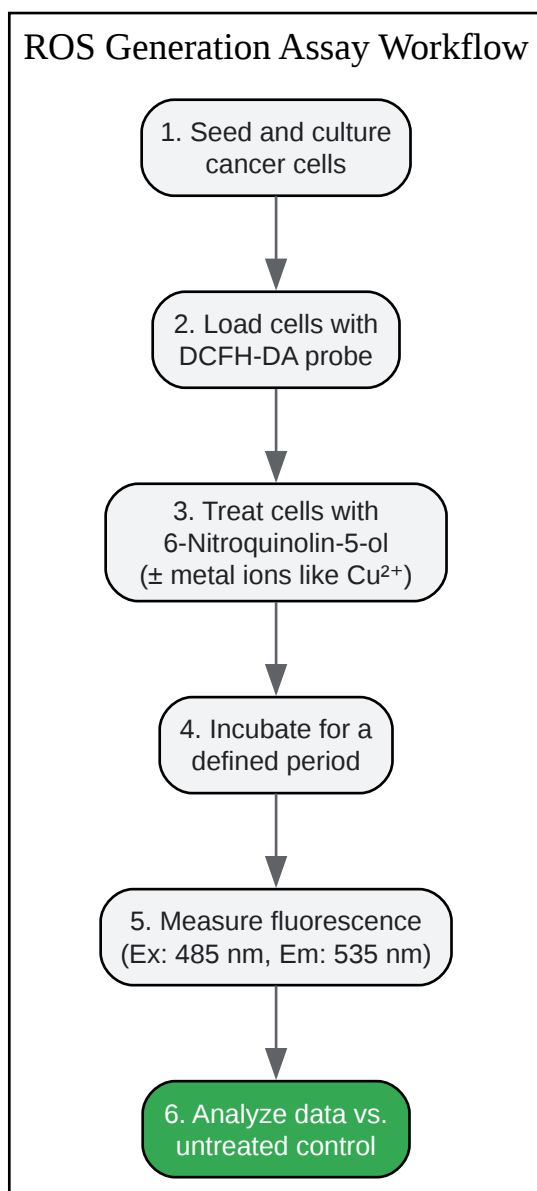 ROS Generation Assay Workflow
1. Seed and culture
cancer cells
2. Load cells with
DCFH-DA probe
3. Treat cells with
6-Nitroquinolin-5-ol
(± metal ions like Cu²⁺)
4. Incubate for a
defined period
5. Measure fluorescence
(Ex: 485 nm, Em: 535 nm)
6. Analyze data vs.
untreated control